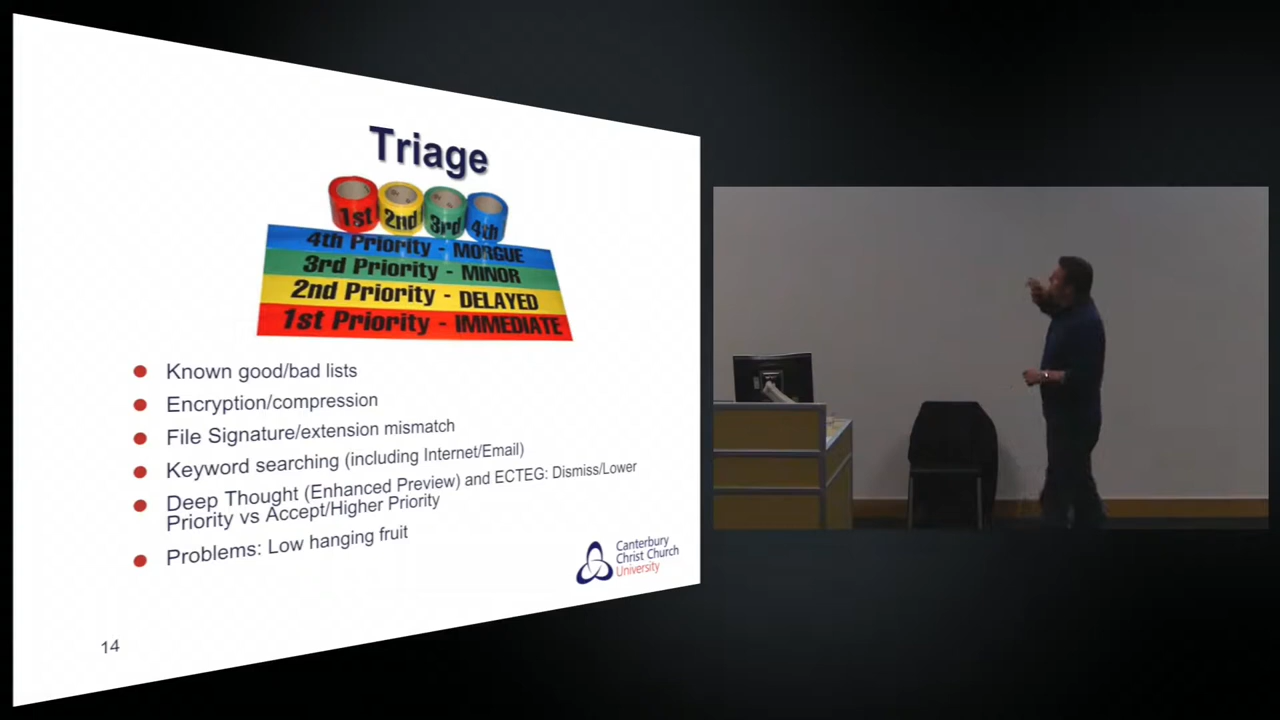 Triage
1st 2nd 3rd 4th
4th Priority - MORGUE
3rd Priority - MINOR
2nd Priority - DELAYED
1st Priority - IMMEDIATE
Known good/bad lists
Encryption/compression
File Signature/extension mismatch
Keyword searching (including Internet/Email)
Deep Thought (Enhanced Preview) and ECTEG: Dismiss/Lower
Priority vs Accept/Higher Priority
Problems: Low hanging fruit
Canterbury
Christ Church
University
14